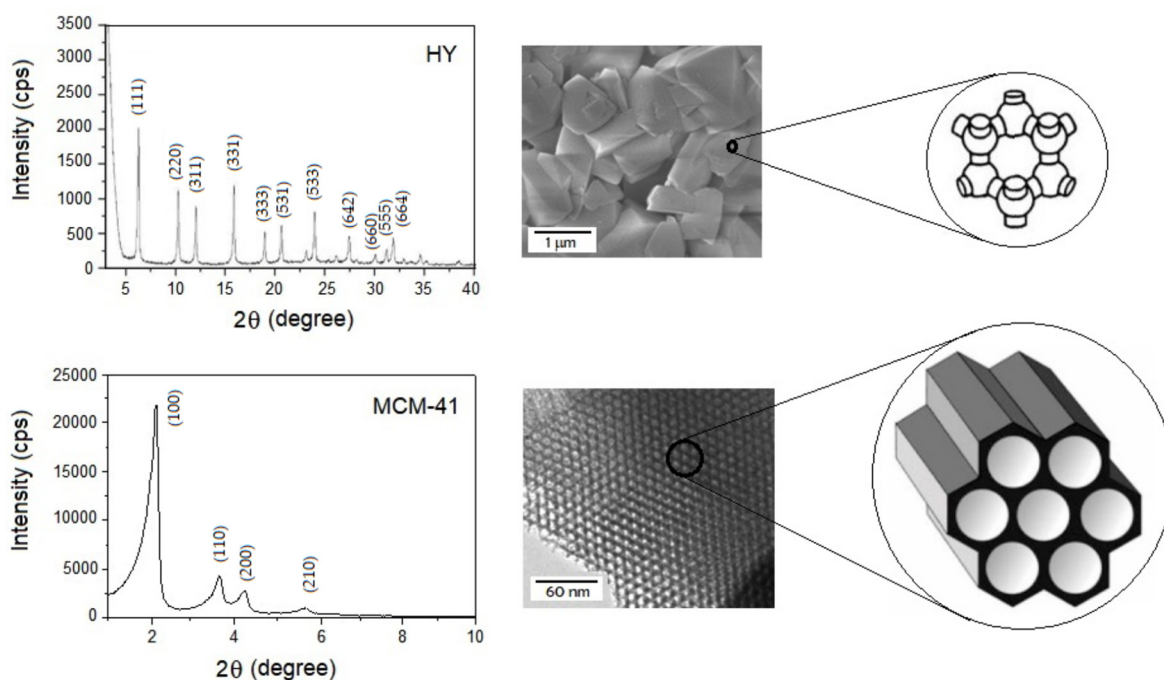 HY
Intensity (cps)
3500
3000
2500
2000
1500
1000
500
0
(111)
(220)
(311)
(331)
(333)
(531)
(533)
(642)
(660)
(555)
(664)
5 10 15 20 25 30 35 40
2θ (degree)
1 μm
MCM-41
Intensity (cps)
25000
20000
15000
10000
5000
0
(100)
(110)
(200)
(210)
2 4 6 8 10
2θ (degree)
60 nm